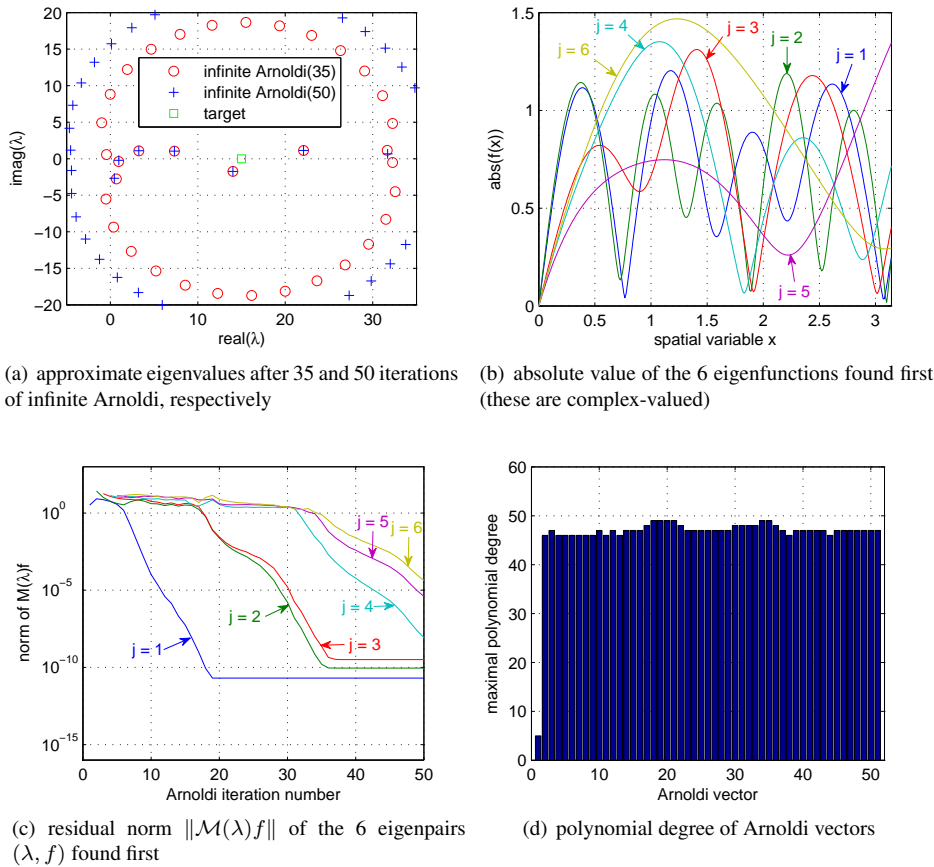 20
15
10
5
0
−5
−10
−15
−20
0
10
20
30
imag(λ)
real(λ)
infinite Arnoldi(35)
infinite Arnoldi(50)
target
(a) approximate eigenvalues after 35 and 50 iterations
of infinite Arnoldi, respectively
1.5
1
0.5
0
0
0.5
1
1.5
2
2.5
3
abs(f(x))
spatial variable x
j = 4
j = 3
j = 2
j = 1
j = 6
j = 5
(b) absolute value of the 6 eigenfunctions found first
(these are complex-valued)
10^0
10^−5
10^−10
10^−15
0
10
20
30
40
50
norm of M(λ)f
Arnoldi iteration number
j = 5
j = 6
j = 4
j = 2
j = 3
j = 1
(c) residual norm ‖ℳ(λ)f‖ of the 6 eigenpairs
(λ, f) found first
60
50
40
30
20
10
0
0
10
20
30
40
50
maximal polynomial degree
Arnoldi vector
(d) polynomial degree of Arnoldi vectors